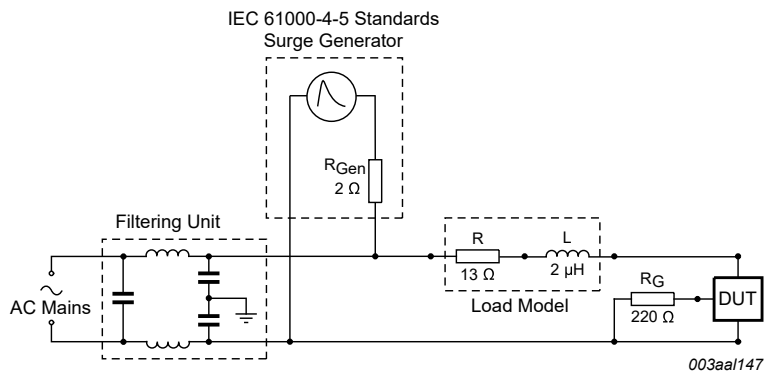 IEC 61000-4-5 Standards
Surge Generator
RGen
2 Ω
Filtering Unit
R
L
13 Ω
2 μH
RG
DUT
AC Mains
Load Model
220 Ω
003aal147